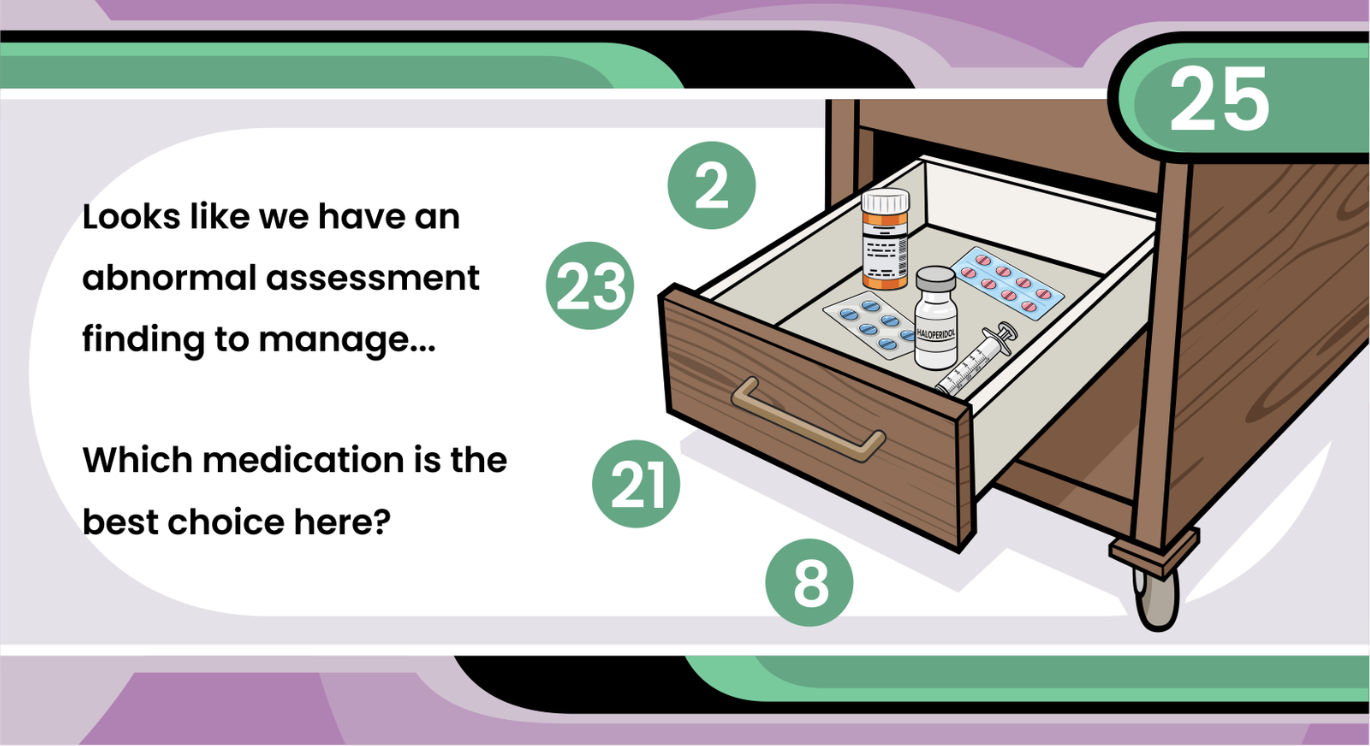 25
Looks like we have an
abnormal assessment
finding to manage...
Which medication is the
best choice here?
2
23
21
8
HALOPERIDOL